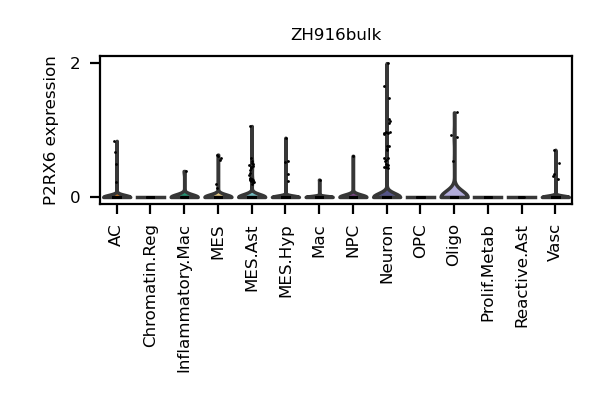 ZH916bulk
P2RX6 expression
2
0
AC
Chromatin.Reg
Inflammatory.Mac
MES
MES.Ast
MES.Hyp
Mac
NPC
Neuron
OPC
Oligo
Prolif.Metab
Reactive.Ast
Vasc